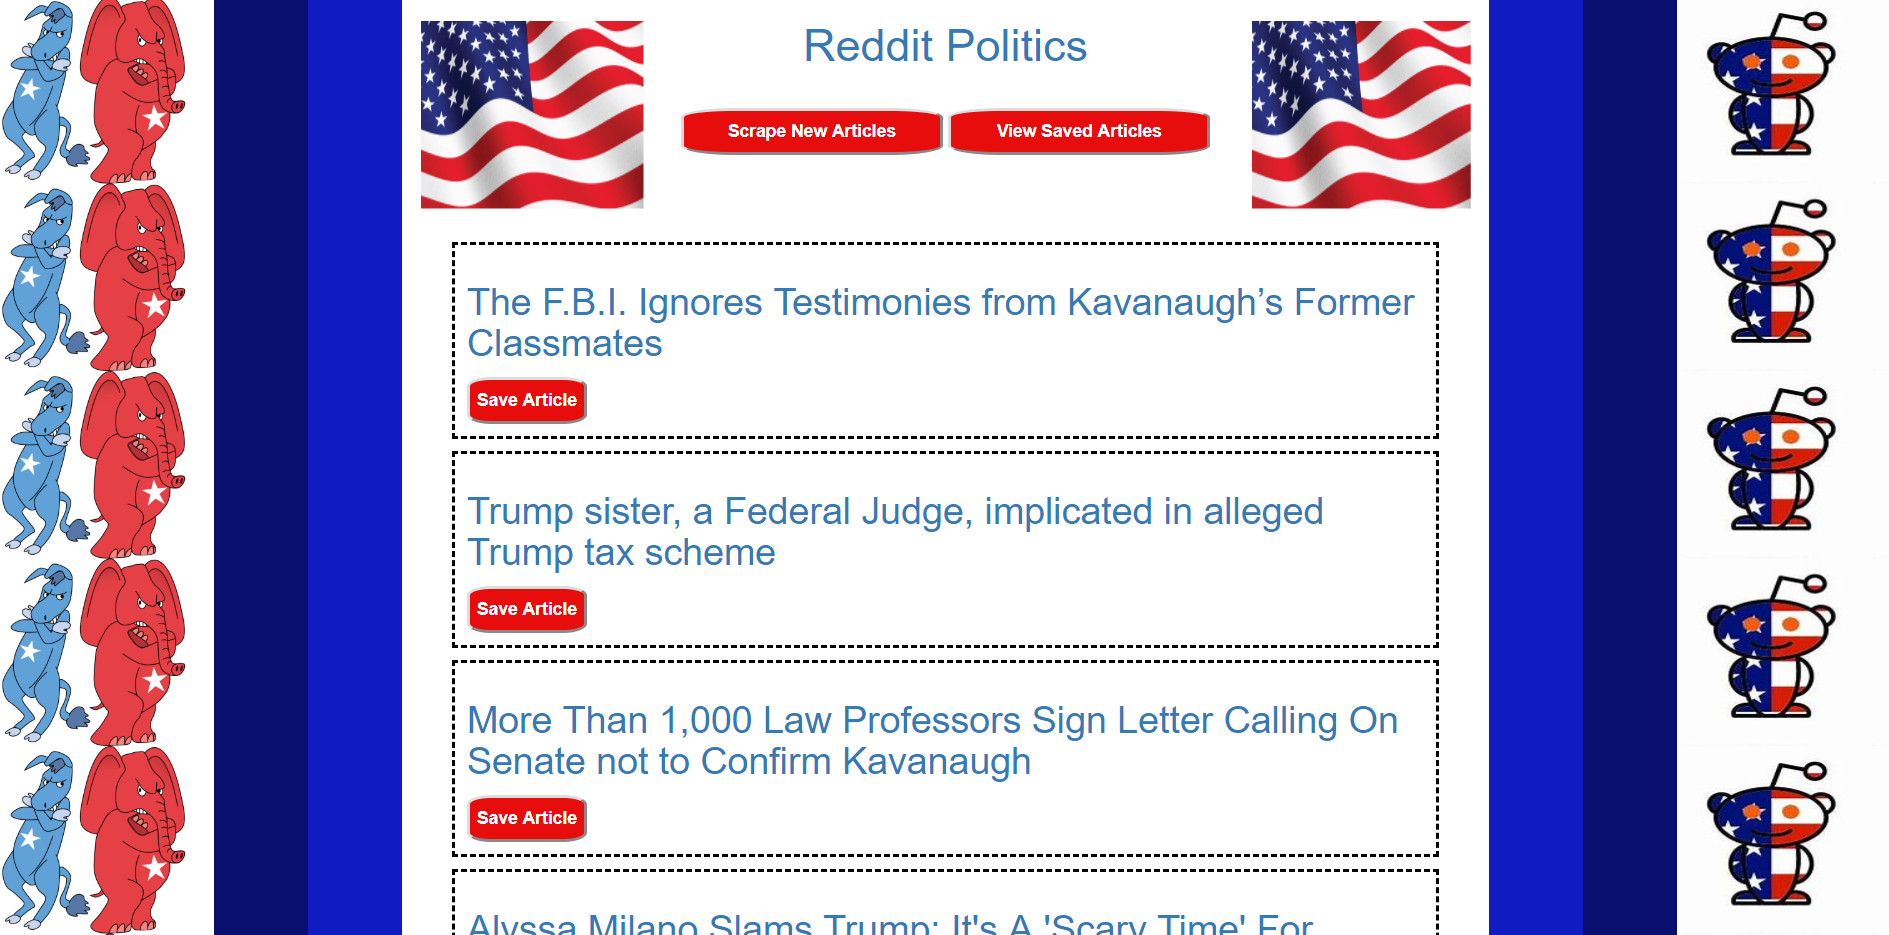 Reddit Politics
Scrape New Articles
View Saved Articles
The F.B.I. Ignores Testimonies from Kavanaugh’s Former
Classmates
Save Article
Trump sister, a Federal Judge, implicated in alleged
Trump tax scheme
Save Article
More Than 1,000 Law Professors Sign Letter Calling On
Senate not to Confirm Kavanaugh
Save Article
Alyssa Milano Slams Trump: It's A 'Scary Time' For